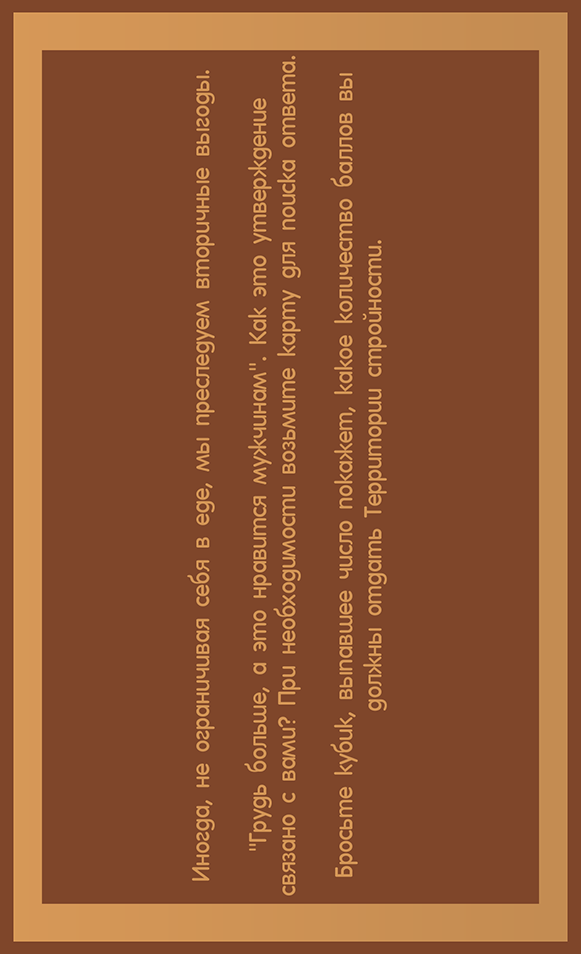 Иногда, не ограничивая себя в еде, мы преследуем вторичные выгоды.
"Грудь больше, а это нравится мужчинам". Как это утверждение
связано с вами? При необходимости возьмите карту для поиска ответа.
Бросьте кубик, выпавшее число покажет, какое количество баллов вы
должны отдать Территории стройности.